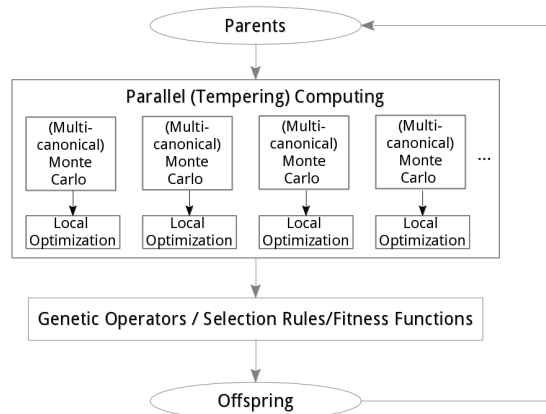 Parents
Parallel (Tempering) Computing
(Multi-
canonical)
Monte
Carlo
(Multi-
canonical)
Monte
Carlo
(Multi-
canonical)
Monte
Carlo
(Multi-
canonical)
Monte
Carlo
...
Local
Optimization
Local
Optimization
Local
Optimization
Local
Optimization
Genetic Operators / Selection Rules/Fitness Functions
Offspring